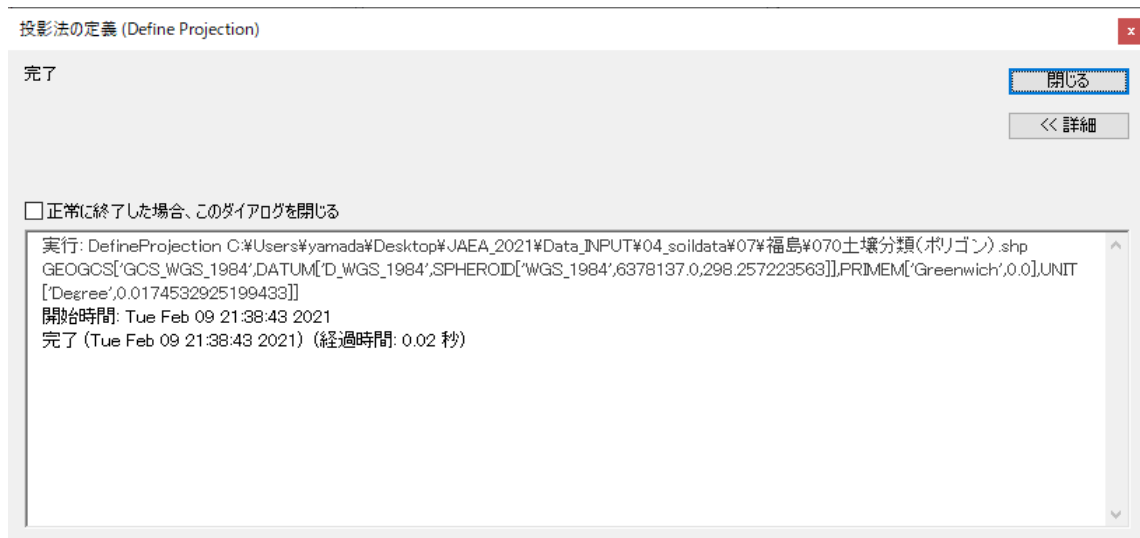 投影法の定義 (Define Projection)
x
完了
閉じる
<< 詳細
正常に終了した場合、このダイアログを閉じる
実行: DefineProjection C:¥Users¥yamada¥Desktop¥JAEA_2021¥Data_INPUT¥04_soildata¥07¥福島¥070土壌分類(ポリゴン).shp
GEOGCS['GCS_WGS_1984',DATUM['D_WGS_1984',SPHEROID['WGS_1984',6378137.0,298.257223563]],PRIMEM['Greenwich',0.0],UNIT
['Degree',0.0174532925199433]]
開始時間: Tue Feb 09 21:38:43 2021
完了 (Tue Feb 09 21:38:43 2021) (経過時間: 0.02 秒)